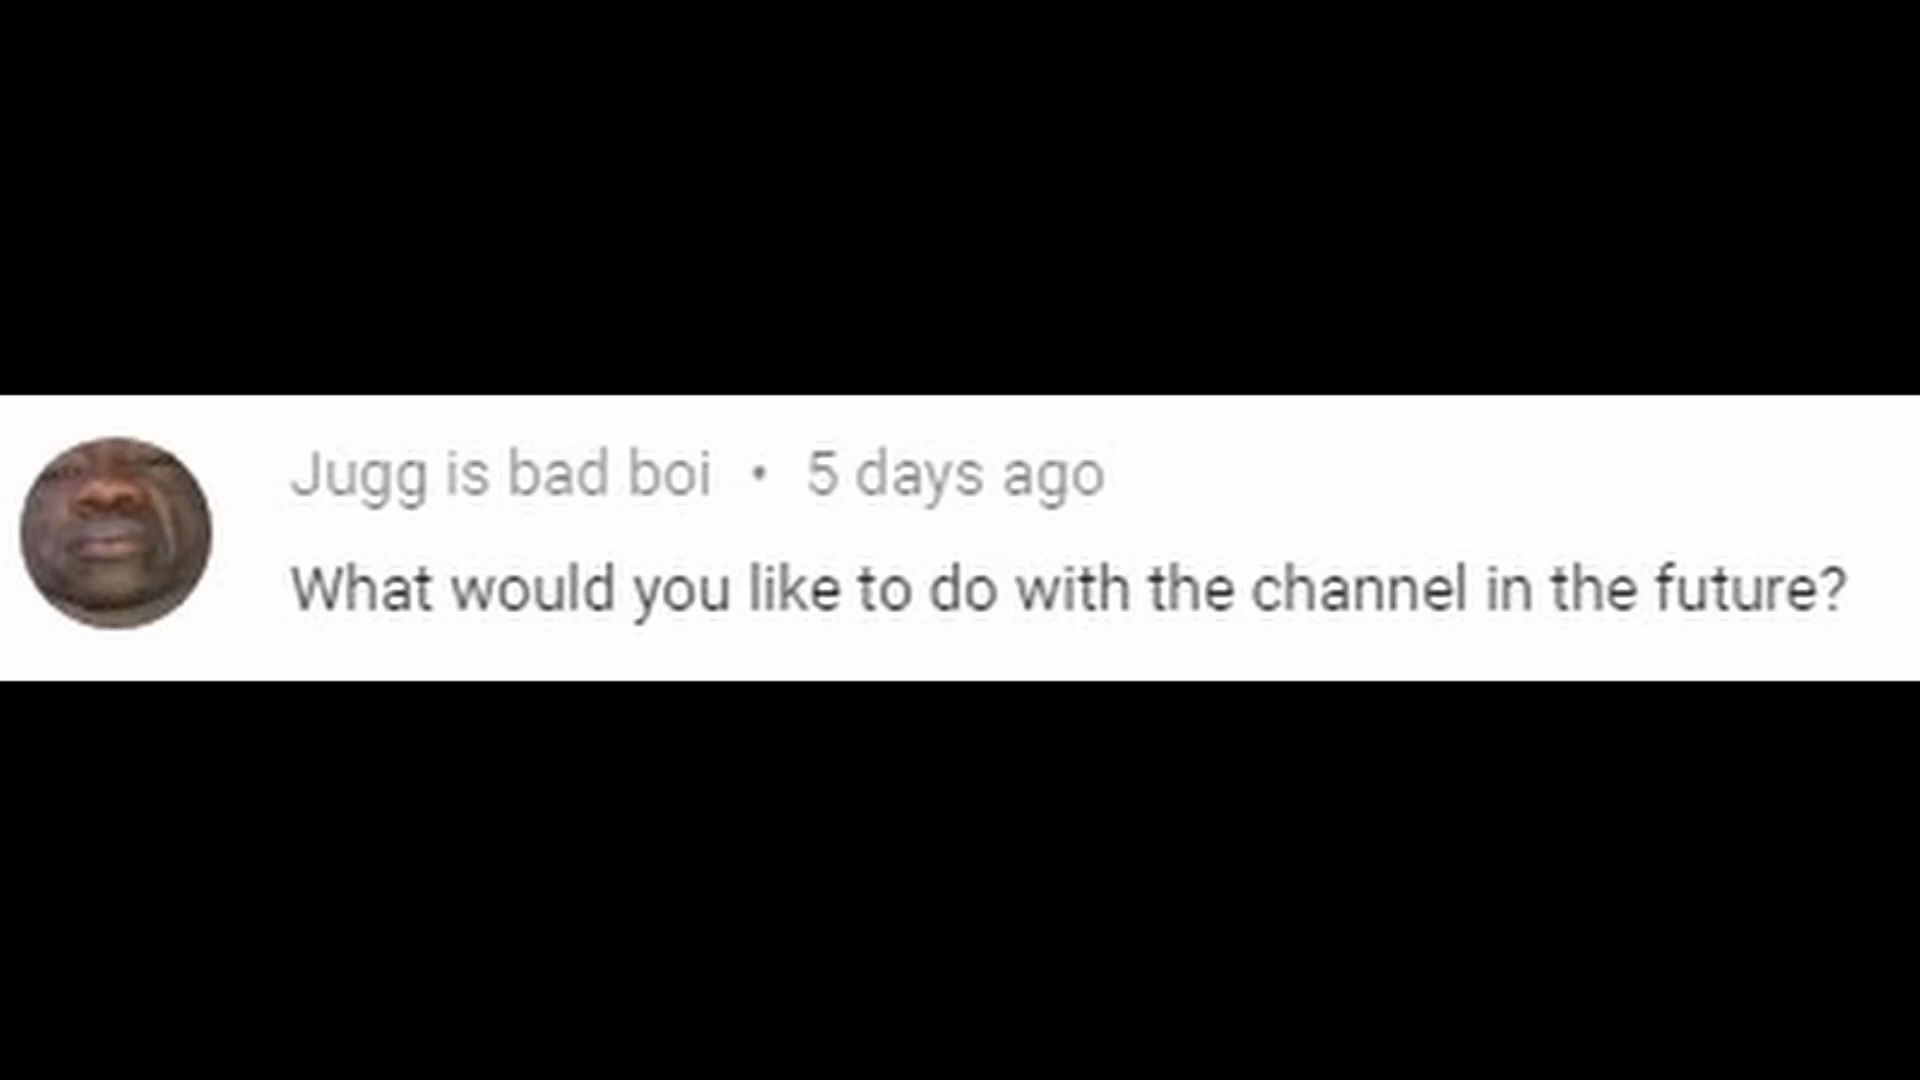 Jugg is bad boi • 5 days ago
What would you like to do with the channel in the future?